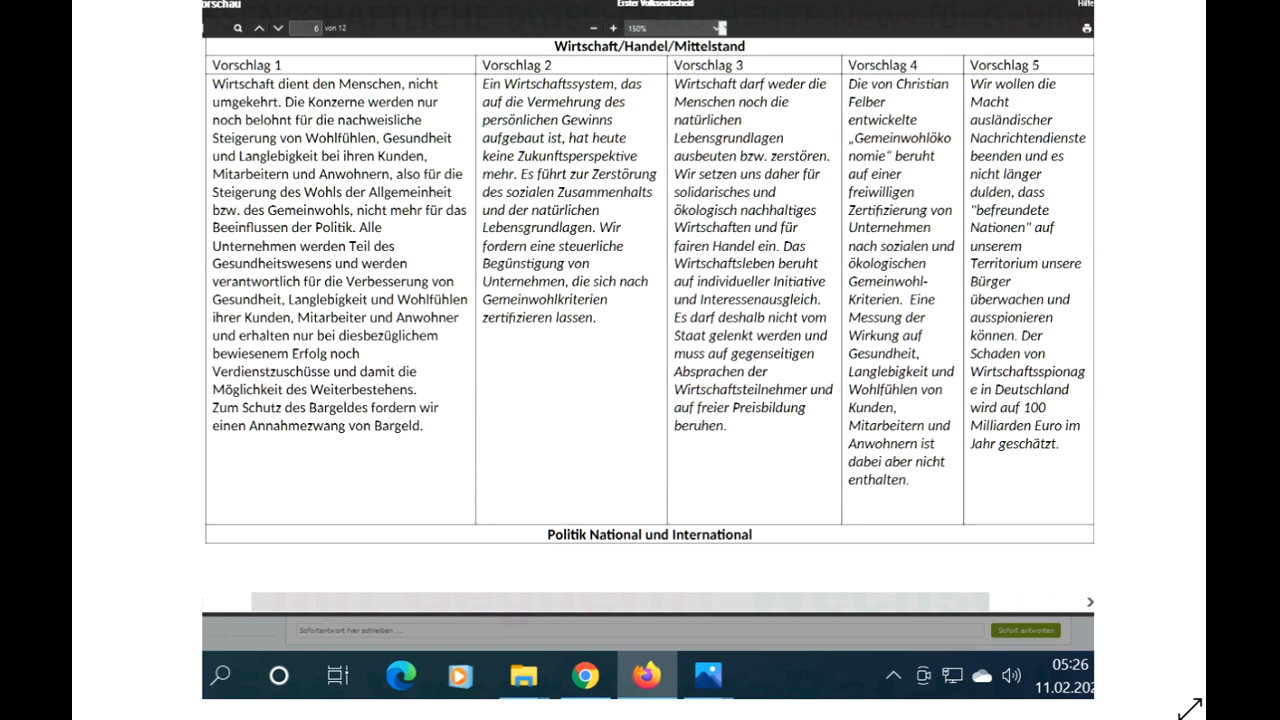 orschau
Erster Volksentscheid
Hilfe
6 von 12
150%
Wirtschaft/Handel/Mittelstand
Vorschlag 1
Wirtschaft dient den Menschen, nicht
umgekehrt. Die Konzerne werden nur
noch belohnt für die nachweisliche
Steigerung von Wohlfühlen, Gesundheit
und Langlebigkeit bei ihren Kunden,
Mitarbeitern und Anwohnern, also für die
Steigerung des Wohls der Allgemeinheit
bzw. des Gemeinwohls, nicht mehr für das
Beeinflussen der Politik. Alle
Unternehmen werden Teil des
Gesundheitswesens und werden
verantwortlich für die Verbesserung von
Gesundheit, Langlebigkeit und Wohlfühlen
ihrer Kunden, Mitarbeiter und Anwohner
und erhalten nur bei diesbezüglichem
bewiesenem Erfolg noch
Verdienstzuschüsse und damit die
Möglichkeit des Weiterbestehens.
Zum Schutz des Bargeldes fordern wir
einen Annahmezwang von Bargeld.
Vorschlag 2
Ein Wirtschaftssystem, das
auf die Vermehrung des
persönlichen Gewinns
aufgebaut ist, hat heute
keine Zukunftsperspektive
mehr. Es führt zur Zerstörung
des sozialen Zusammenhalts
und der natürlichen
Lebensgrundlagen. Wir
fordern eine steuerliche
Begünstigung von
Unternehmen, die sich nach
Gemeinwohlkriterien
zertifizieren lassen.
Vorschlag 3
Wirtschaft darf weder die
Menschen noch die
natürlichen
Lebensgrundlagen
ausbeuten bzw. zerstören.
Wir setzen uns daher für
solidarisches und
ökologisch nachhaltiges
Wirtschaften und für
fairen Handel ein. Das
Wirtschaftsleben beruht
auf individueller Initiative
und Interessenausgleich.
Es darf deshalb nicht vom
Staat gelenkt werden und
muss auf gegenseitigen
Absprachen der
Wirtschaftsteilnehmer und
auf freier Preisbildung
beruhen.
Vorschlag 4
Die von Christian
Felber
entwickelte
„Gemeinwohlöko
nomie" beruht
auf einer
freiwilligen
Zertifizierung von
Unternehmen
nach sozialen und
ökologischen
Gemeinwohl-
Kriterien. Eine
Messung der
Wirkung auf
Gesundheit,
Langlebigkeit und
Wohlfühlen von
Kunden,
Mitarbeitern und
Anwohnern ist
dabei aber nicht
enthalten.
Vorschlag 5
Wir wollen die
Macht
ausländischer
Nachrichtendienste
beenden und es
nicht länger
dulden, dass
"befreundete
Nationen" auf
unserem
Territorium unsere
Bürger
überwachen und
ausspionieren
können. Der
Schaden von
Wirtschaftsspionag
e in Deutschland
wird auf 100
Milliarden Euro im
Jahr geschätzt.
Politik National und International
Sofortantwort hier schreiben ...
Sofort antworten
05:26
11.02.202